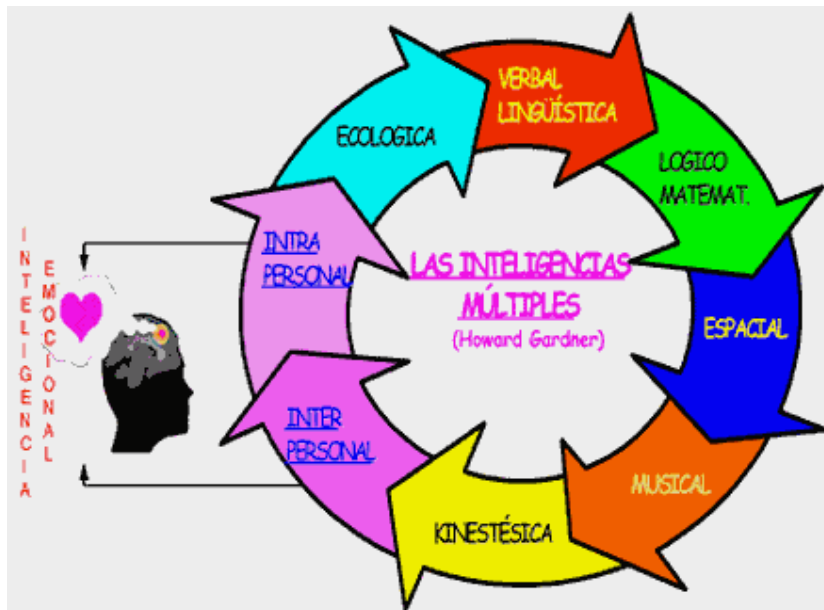 VERBAL
LINGÜÍSTICA
LOGICO
MATEMAT.
ESPACIAL
MUSICAL
KINESTÉSICA
INTER
PERSONAL
INTRA
PERSONAL
ECOLOGICA
LAS INTELIGENCIAS
MÚLTIPLES
(Howard Gardner)
INTELIGENCIA
EMOCIONAL